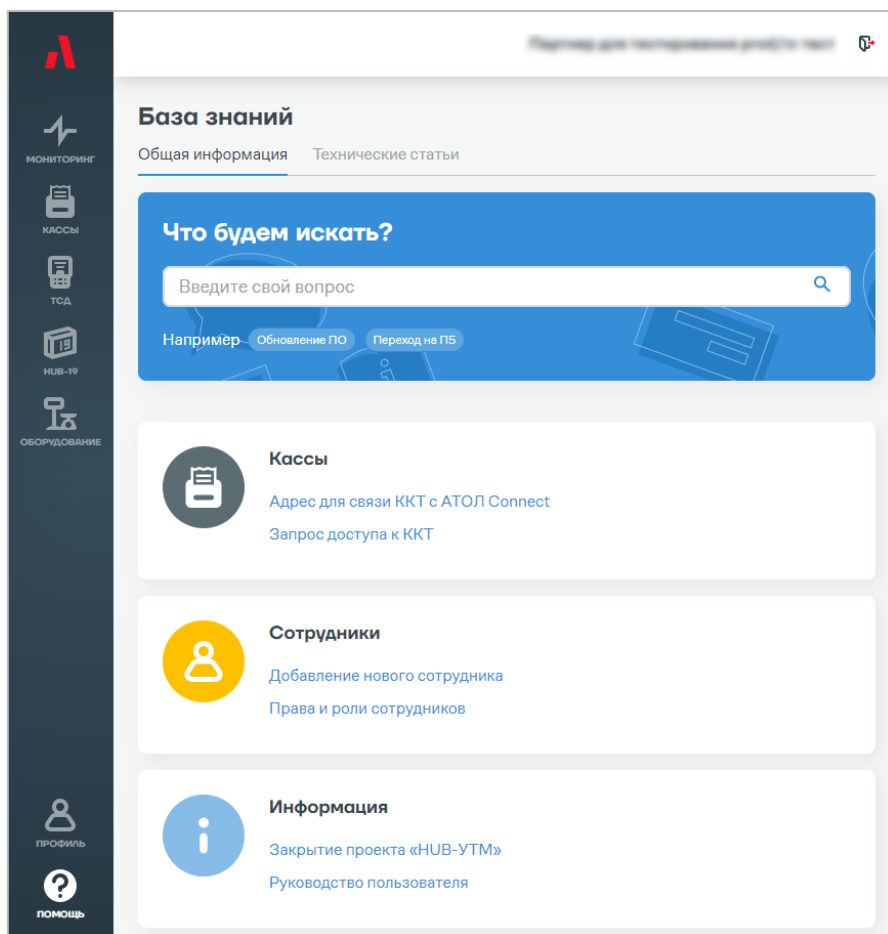 База знаний
Общая информация Технические статьи
Что будем искать?
Введите свой вопрос
Например Обновление ПО Переход на П5
МОНИТОРИНГ
КАССЫ
ТСД
19
HUB-19
ОБОРУДОВАНИЕ
Кассы
Адрес для связи ККТ с АТОЛ Connect
Запрос доступа к ККТ
Сотрудники
Добавление нового сотрудника
Права и роли сотрудников
Информация
Закрытие проекта «HUB-УТМ»
Руководство пользователя
ПРОФИЛЬ
ПОМОЩЬ